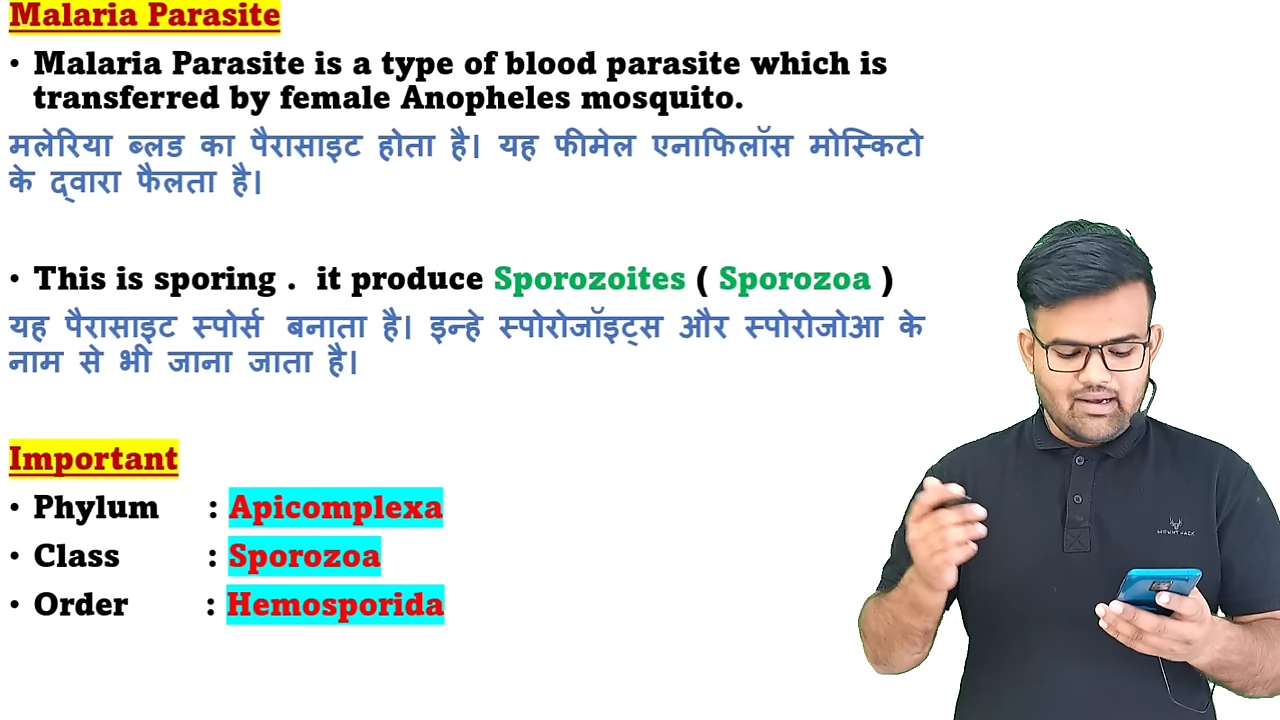 Malaria Parasite
• Malaria Parasite is a type of blood parasite which is
transferred by female Anopheles mosquito.
मलेरिया ब्लड का पैरासाइट होता है। यह फीमेल एनाफिलॉस मोस्किटो
के द्वारा फैलता है।
• This is sporing . it produce Sporozoites ( Sporozoa )
यह पैरासाइट स्पोर्स बनाता है। इन्हे स्पोरोजॉइट्स और स्पोरोजोआ के
नाम से भी जाना जाता है।
Important
• Phylum : Apicomplexa
• Class : Sporozoa
• Order : Hemosporida
MOUNT JACK